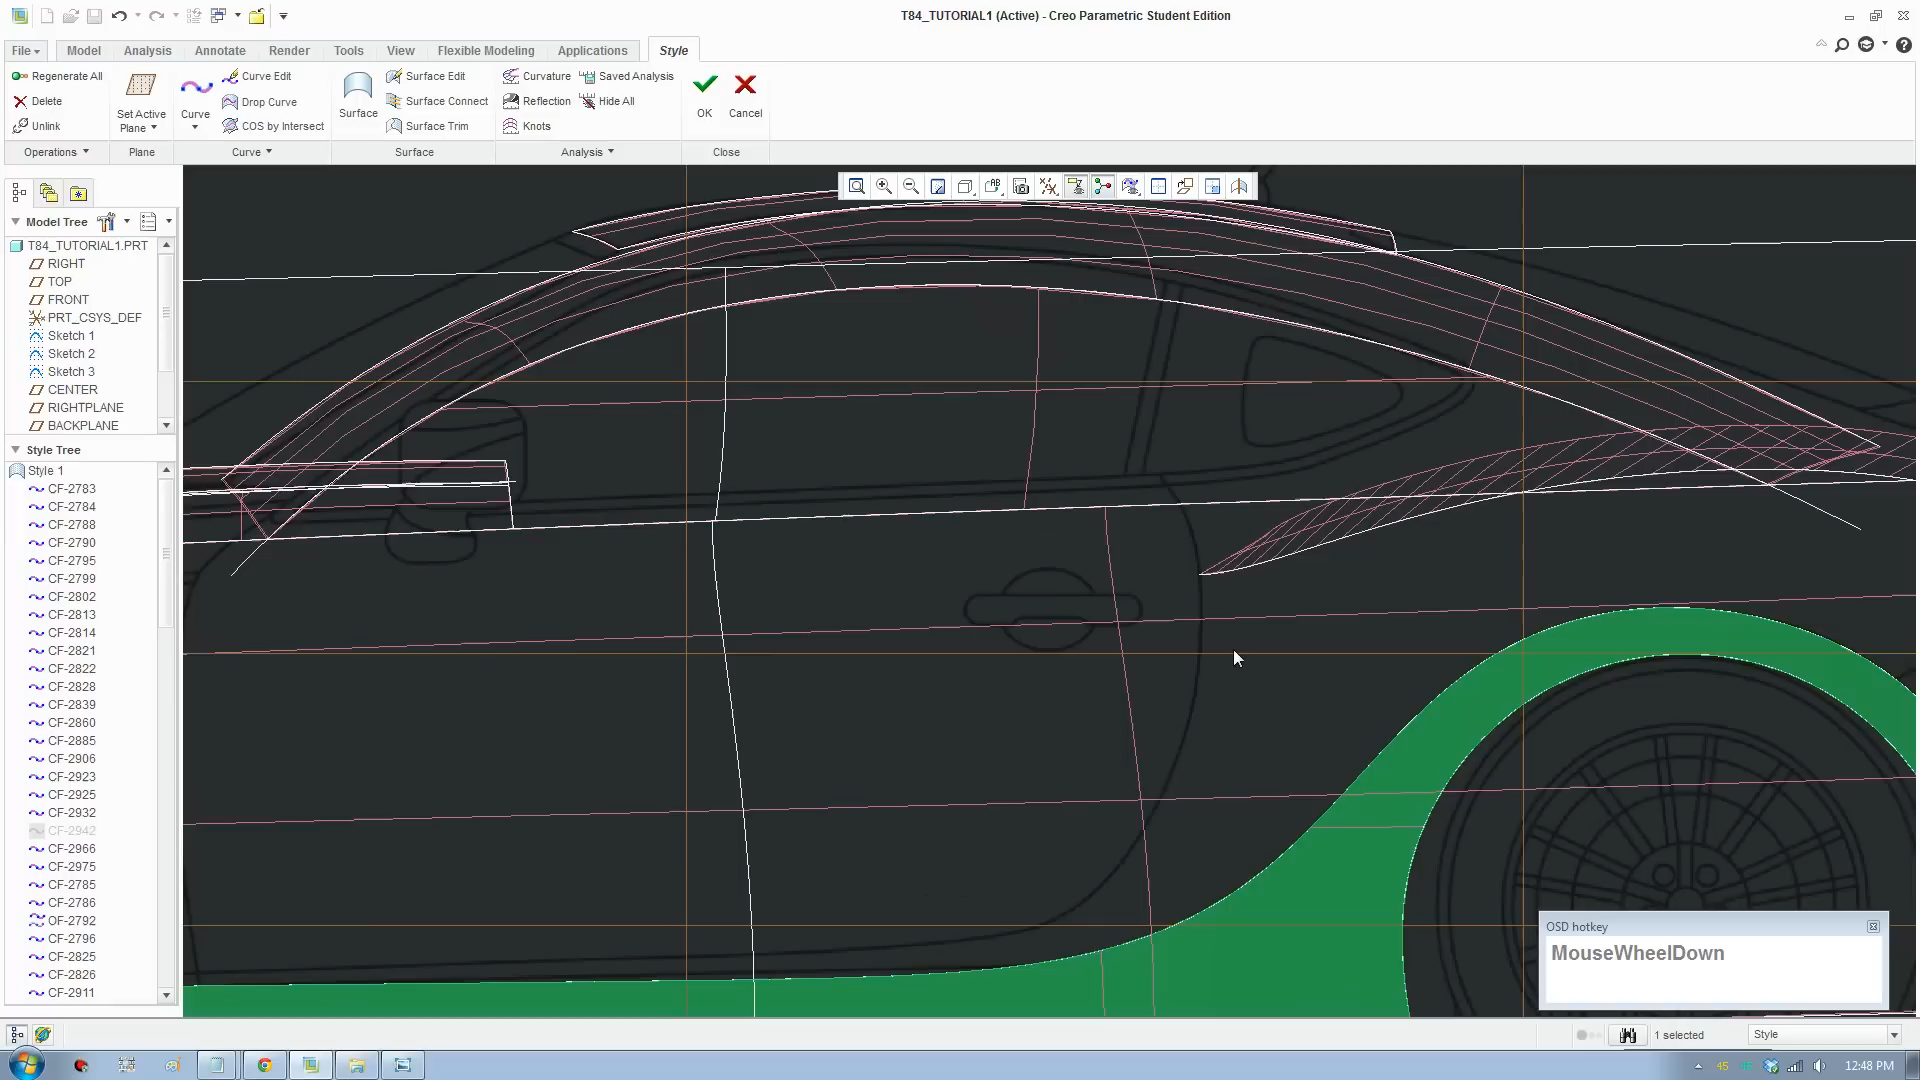 T84_TUTORIAL1 (Active) - Creo Parametric Student Edition
File Model Analysis Annotate Render Tools View Flexible Modeling Applications Style
Regenerate All
Delete
Unlink
Set Active
Plane
Curve
Curve Edit
Drop Curve
COS by Intersect
Surface
Surface Edit
Surface Connect
Surface Trim
Curvature
Reflection
Knots
Saved Analysis
Hide All
OK
Cancel
Operations Plane Curve Surface Analysis Close
Model Tree
T84_TUTORIAL1.PRT
RIGHT
TOP
FRONT
PRT_CSYS_DEF
Sketch 1
Sketch 2
Sketch 3
CENTER
RIGHTPLANE
BACKPLANE
Style Tree
Style 1
CF-2783
CF-2784
CF-2788
CF-2790
CF-2795
CF-2799
CF-2802
CF-2813
CF-2814
CF-2821
CF-2822
CF-2828
CF-2839
CF-2860
CF-2885
CF-2906
CF-2923
CF-2925
CF-2932
CF-2942
CF-2966
CF-2975
CF-2785
CF-2786
OF-2792
CF-2796
CF-2825
CF-2826
CF-2911
OSD hotkey
MouseWheelDown
1 selected
Style
45
12:48 PM